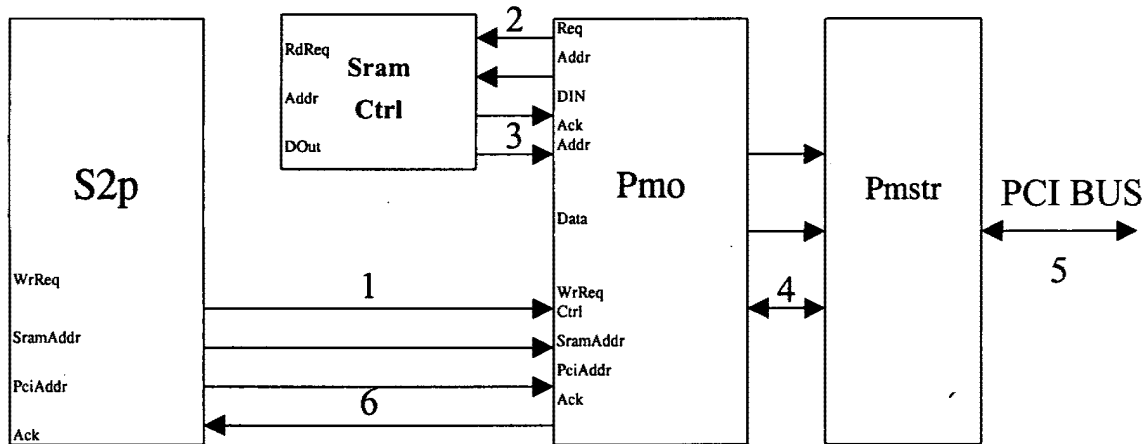 2
Req
RdReq
Addr
Sram
Ctrl
Addr
DIN
Ack
DOut
3
Addr
S2p
Pmo
Pmstr
PCI BUS
Data
5
WrReq
1
4
WrReq
Ctrl
SramAddr
SramAddr
PciAddr
PciAddr
6
Ack
Ack